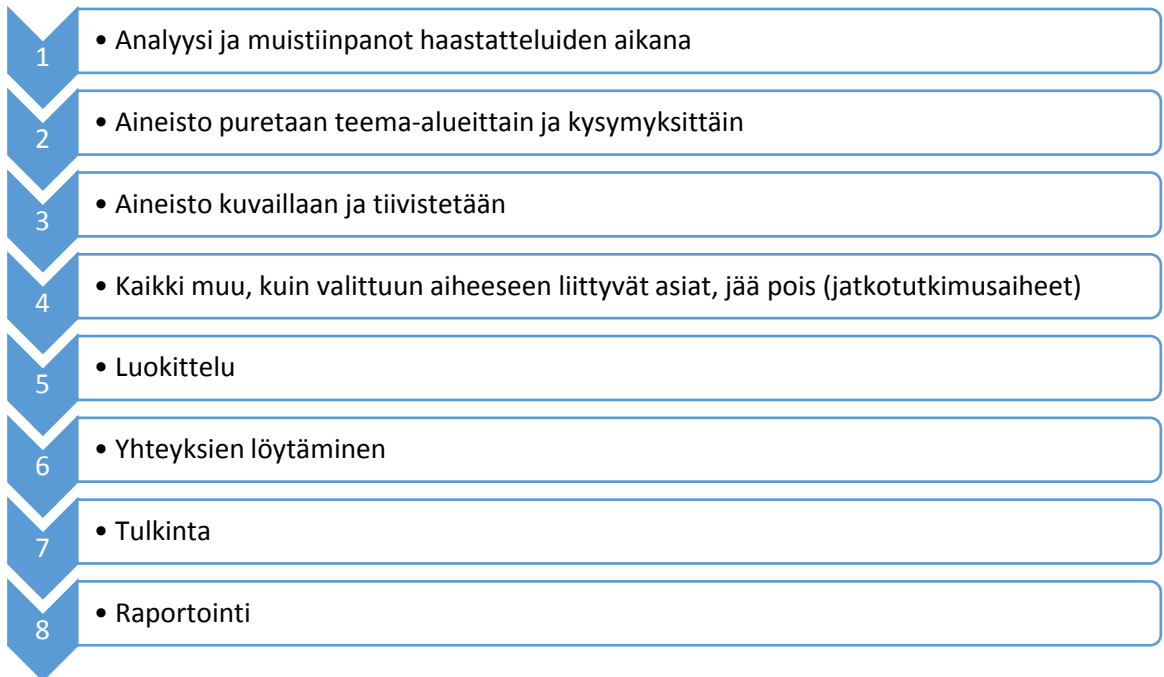 1
• Analyysi ja muistiinpanot haastatteluiden aikana
2
• Aineisto puretaan teema-alueittain ja kysymyksittäin
3
• Aineisto kuvaillaan ja tiivistetään
4
• Kaikki muu, kuin valittuun aiheeseen liittyvät asiat, jää pois (jatkotutkimusaiheet)
5
• Luokittelu
6
• Yhteyksien löytäminen
7
• Tulkinta
8
• Raportointi